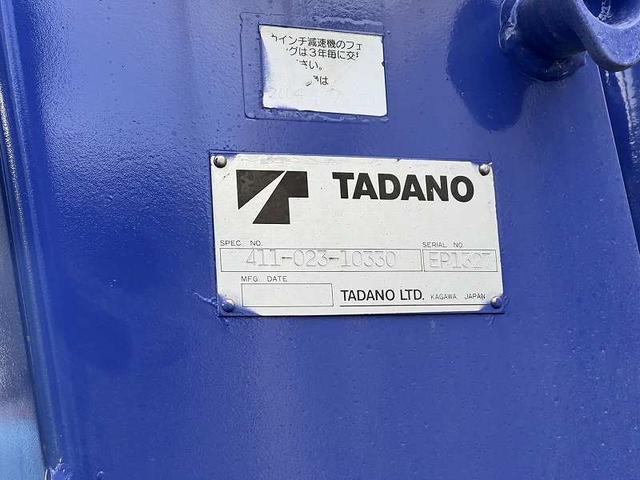 ウインチ減速機のフェ
グは3年毎に交
さい。
は
TADANO
SPEC. NO.
SERIAL NO.
411-023-10330
MFG. DATE
TADANO LTD. KAGAWA, JAPAN